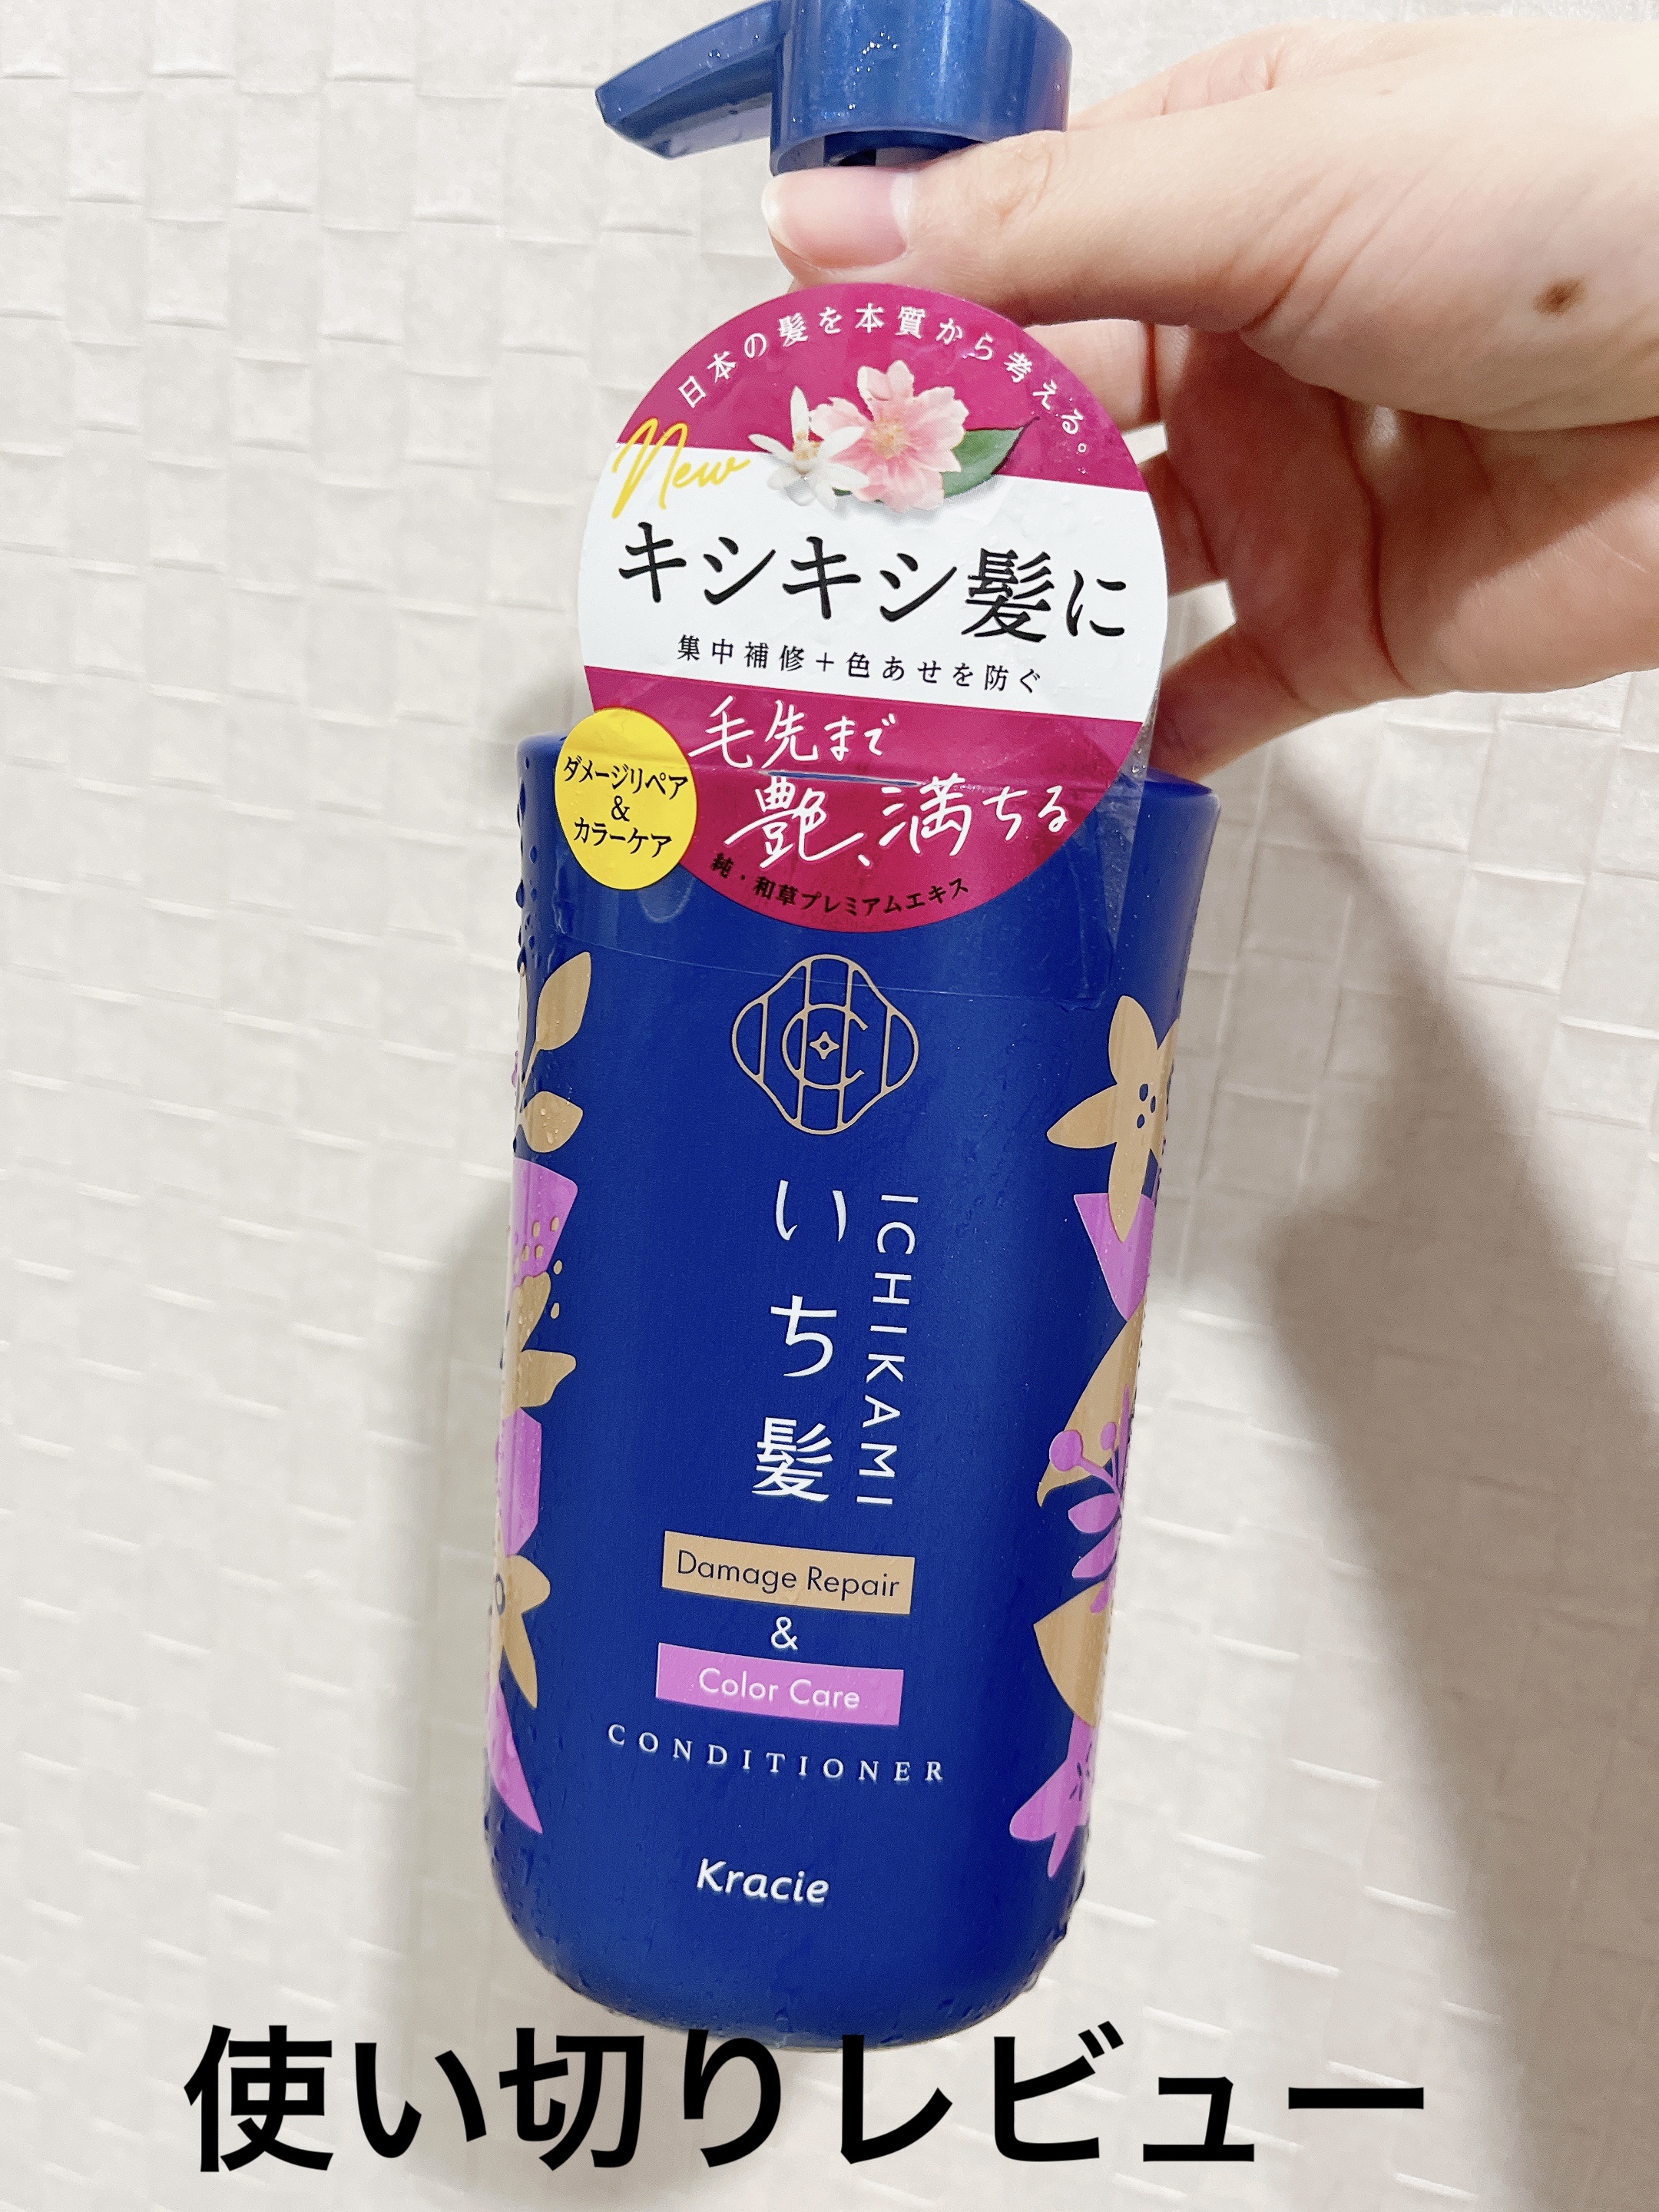 日本の髪を本質から考える。
New
キシキシ髪に
集中補修+色あせを防ぐ
毛先まで
艶、満ちる
ダメージリペア
&
カラーケア
純・和草プレミアムエキス
いち髪
ICHIKAMI
Damage Repair
&
Color Care
CONDITIONER
Kracie
使い切りレビュー